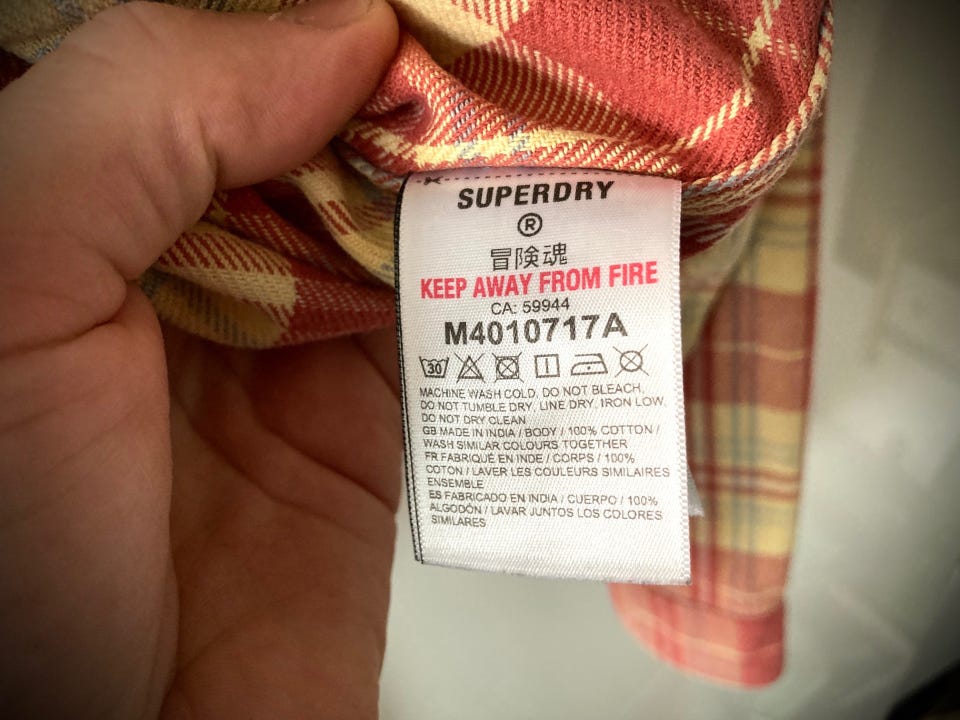 SUPERDRY
®
冒険魂
KEEP AWAY FROM FIRE
CA: 59944
M4010717A
30
MACHINE WASH COLD, DO NOT BLEACH,
DO NOT TUMBLE DRY, LINE DRY, IRON LOW,
DO NOT DRY CLEAN
GB MADE IN INDIA / BODY / 100% COTTON /
WASH SIMILAR COLOURS TOGETHER
FR FABRIQUÉ EN INDE / CORPS / 100%
COTON / LAVER LES COULEURS SIMILAIRES
ENSEMBLE
ES FABRICADO EN INDIA / CUERPO / 100%
ALGODÓN / LAVAR JUNTOS LOS COLORES
SIMILARES